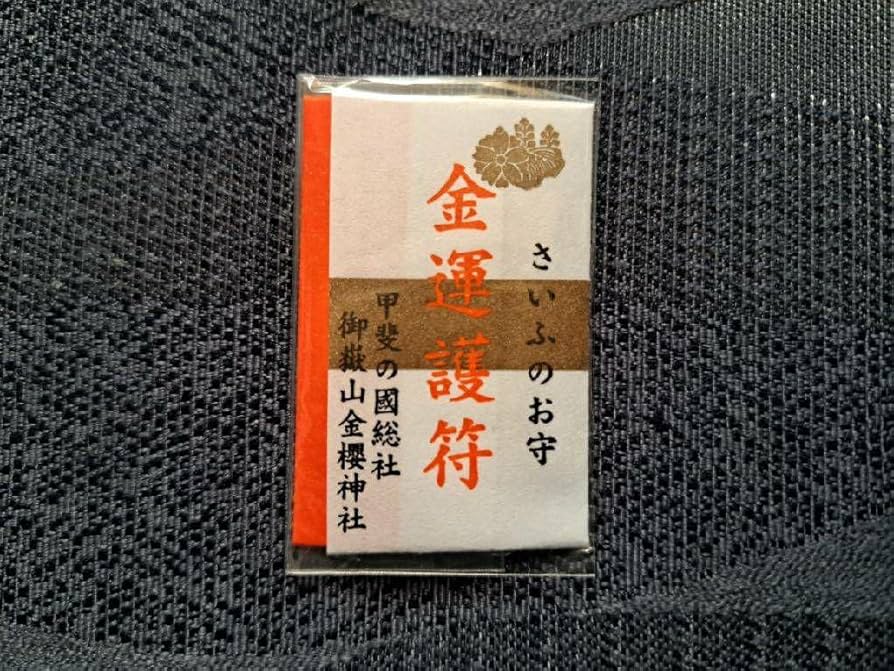 さいふのお守
金運護符
甲斐の國総社
御嶽山金櫻神社